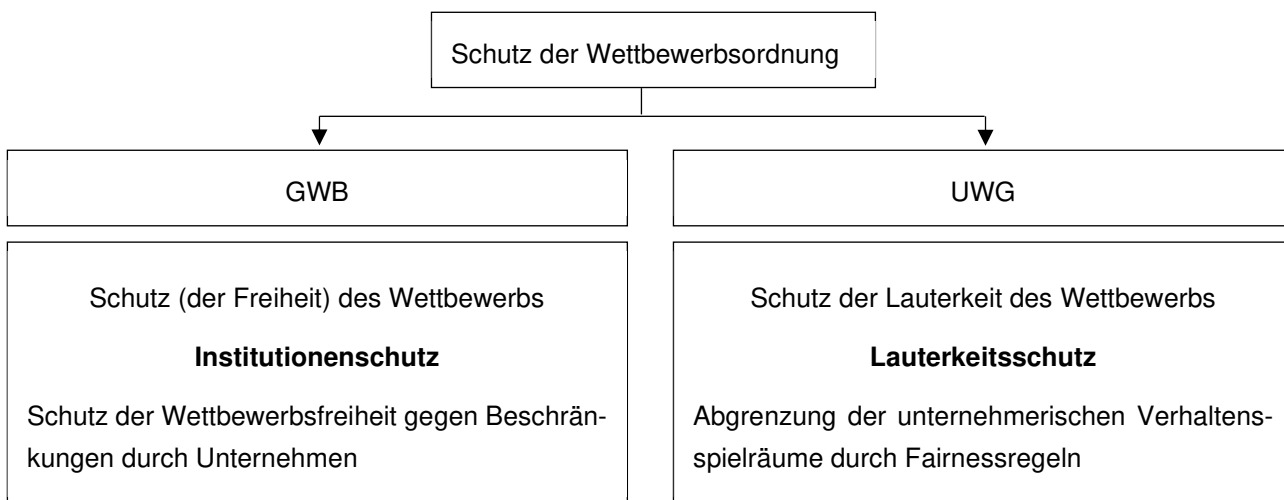 Schutz der Wettbewerbsordnung
GWB
UWG
Schutz (der Freiheit) des Wettbewerbs
Institutionenschutz
Schutz der Wettbewerbsfreiheit gegen Beschrän-
kungen durch Unternehmen
Schutz der Lauterkeit des Wettbewerbs
Lauterkeitsschutz
Abgrenzung der unternehmerischen Verhaltens-
spielräume durch Fairnessregeln